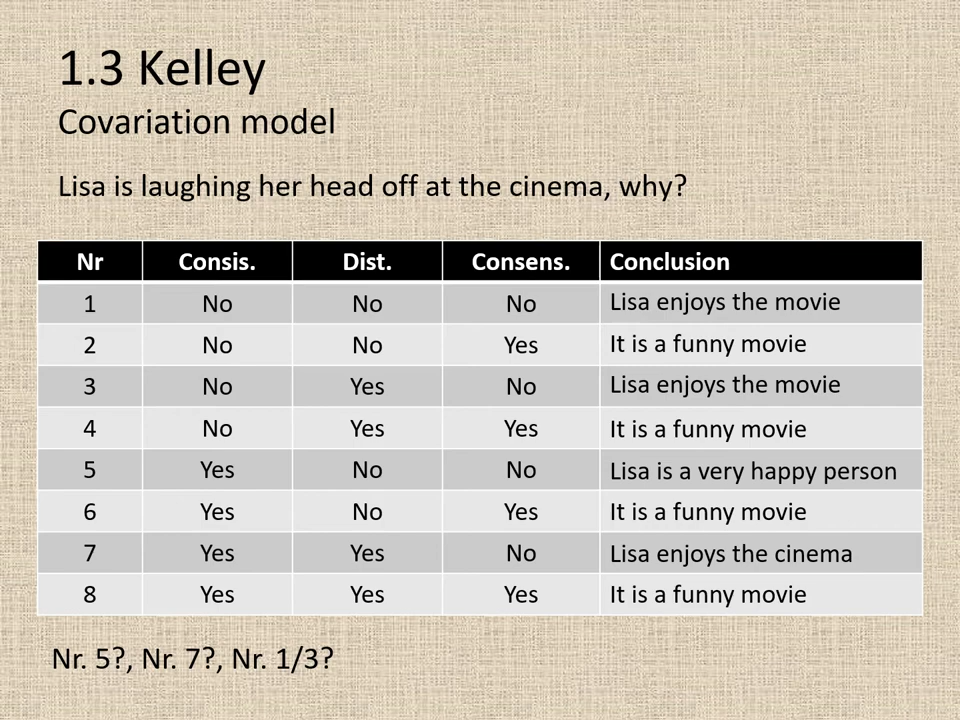 1.3 Kelley
Covariation model
Lisa is laughing her head off at the cinema, why?
Nr Consis. Dist. Consens. Conclusion
1 No No No Lisa enjoys the movie
2 No No Yes It is a funny movie
3 No Yes No Lisa enjoys the movie
4 No Yes Yes It is a funny movie
5 Yes No No Lisa is a very happy person
6 Yes No Yes It is a funny movie
7 Yes Yes No Lisa enjoys the cinema
8 Yes Yes Yes It is a funny movie
Nr. 5?, Nr. 7?, Nr. 1/3?